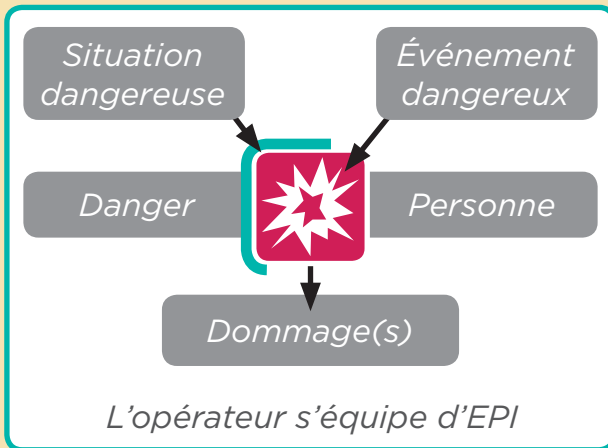 Situation
dangereuse
Événement
dangereux
Danger
Personne
Dommage(s)
L’opérateur s’équipe d’EPI